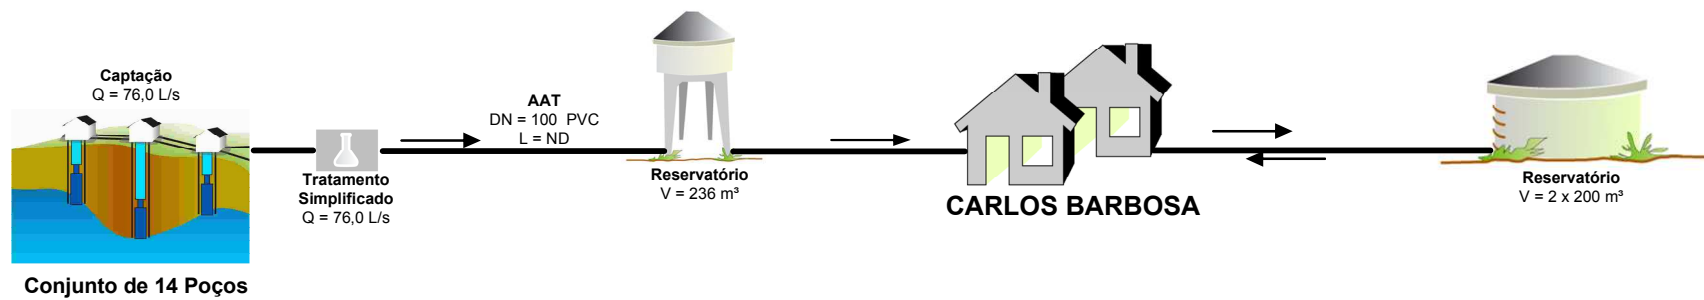 Captação
Q = 76,0 L/s
Conjunto de 14 Poços
Tratamento
Simplificado
Q = 76,0 L/s
AAT
DN = 100 PVC
L = ND
Reservatório
V = 236 m³
CARLOS BARBOSA
Reservatório
V = 2 x 200 m³